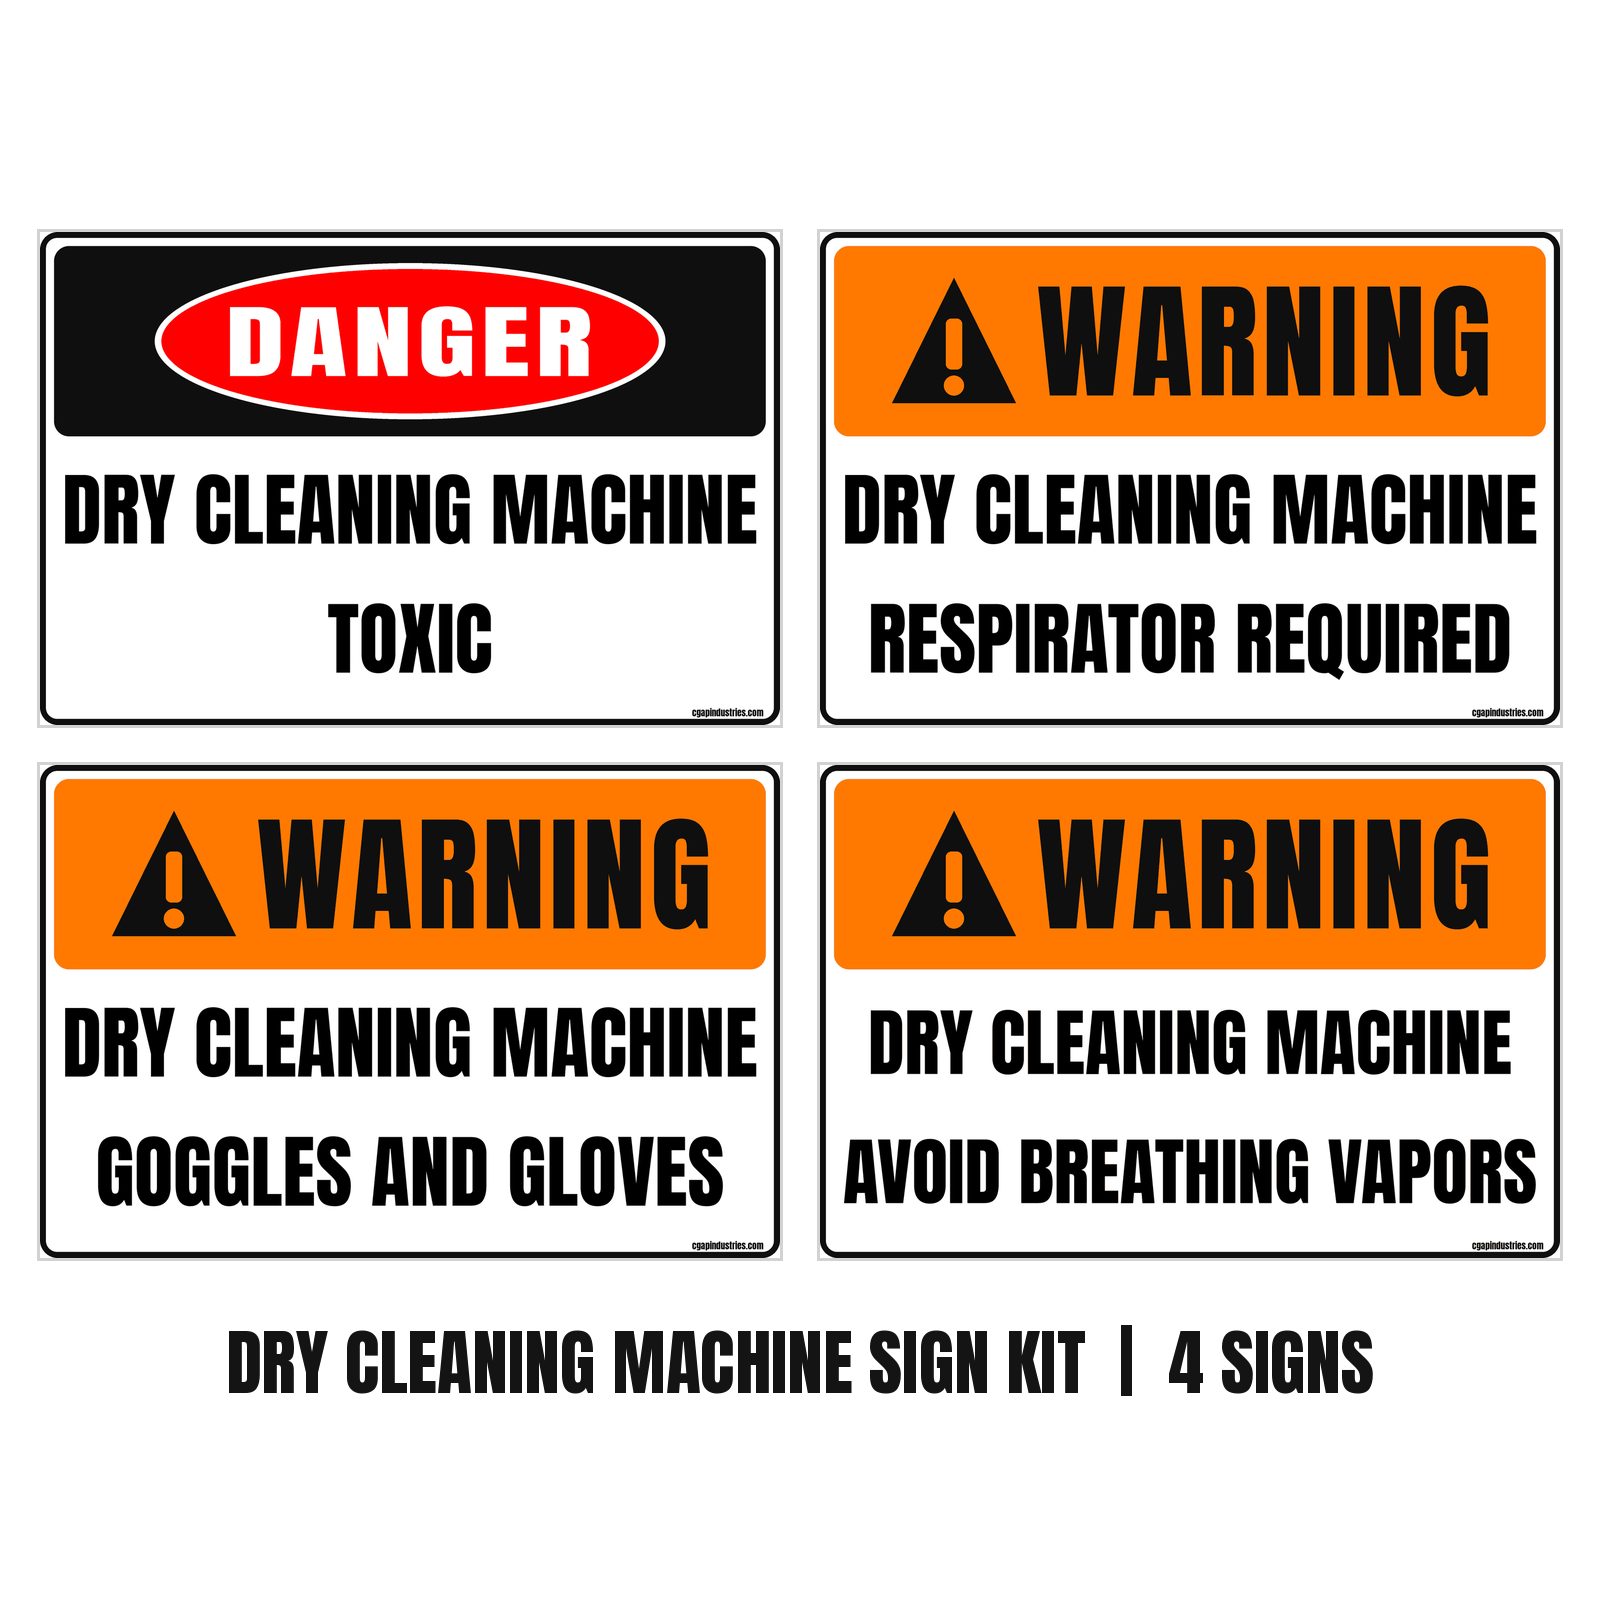 DANGER
DRY CLEANING MACHINE
TOXIC
cgapindustries.com
WARNING
DRY CLEANING MACHINE
RESPIRATOR REQUIRED
cgapindustries.com
WARNING
DRY CLEANING MACHINE
GOGGLES AND GLOVES
cgapindustries.com
WARNING
DRY CLEANING MACHINE
AVOID BREATHING VAPORS
cgapindustries.com
DRY CLEANING MACHINE SIGN KIT | 4 SIGNS